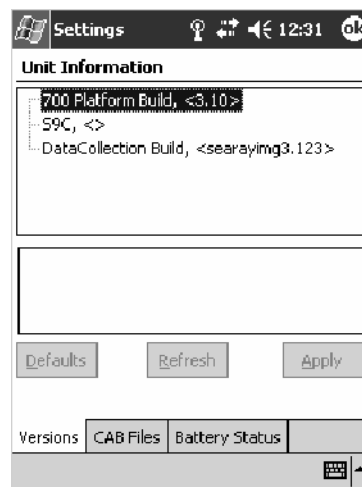 Settings 12:31 ok
Unit Information
700 Platform Build, <3.10>
S9C, <>
DataCollection Build, <searayimg3.123>
Defaults Refresh Apply
Versions CAB Files Battery Status